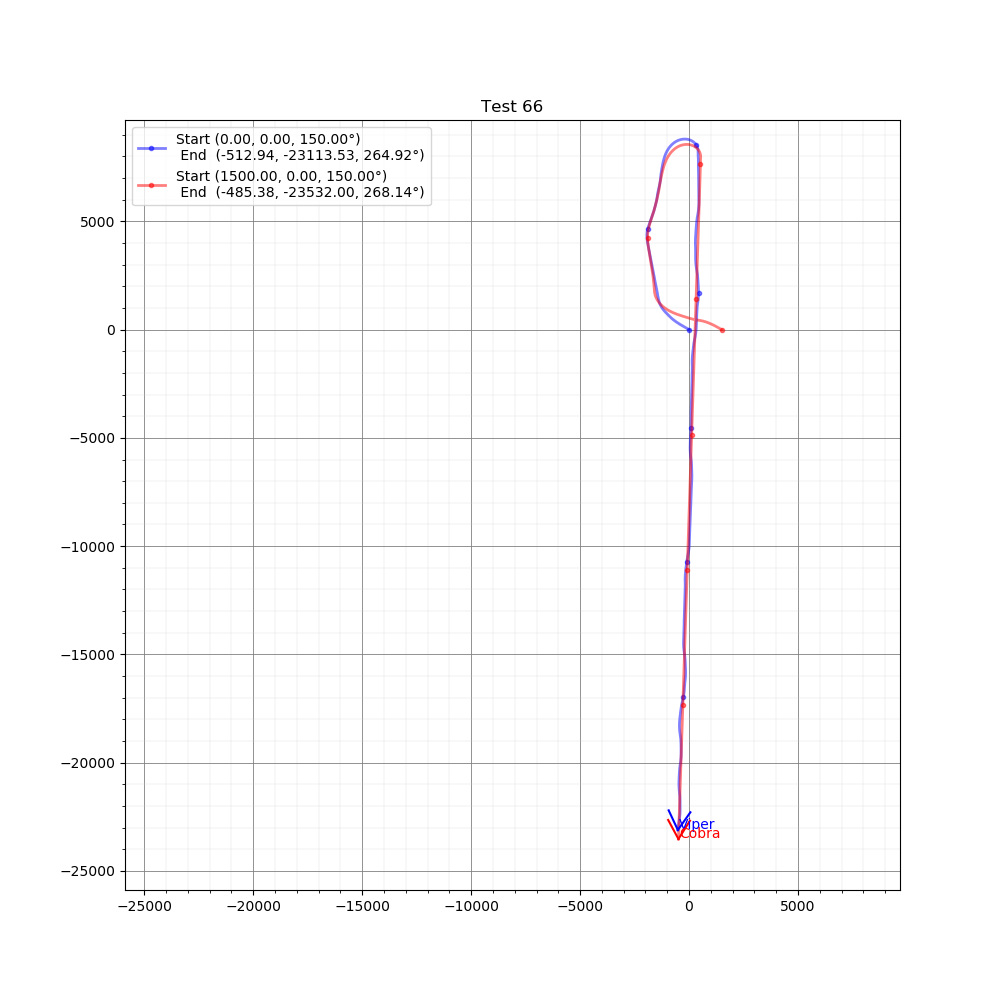 Test 66
Start (0.00, 0.00, 150.00°)
End (-512.94, -23113.53, 264.92°)
Start (1500.00, 0.00, 150.00°)
End (-485.38, -23532.00, 268.14°)
5000
0
−5000
−10000
−15000
−20000
−25000
Viper
Cobra
−25000 −20000 −15000 −10000 −5000 0 5000